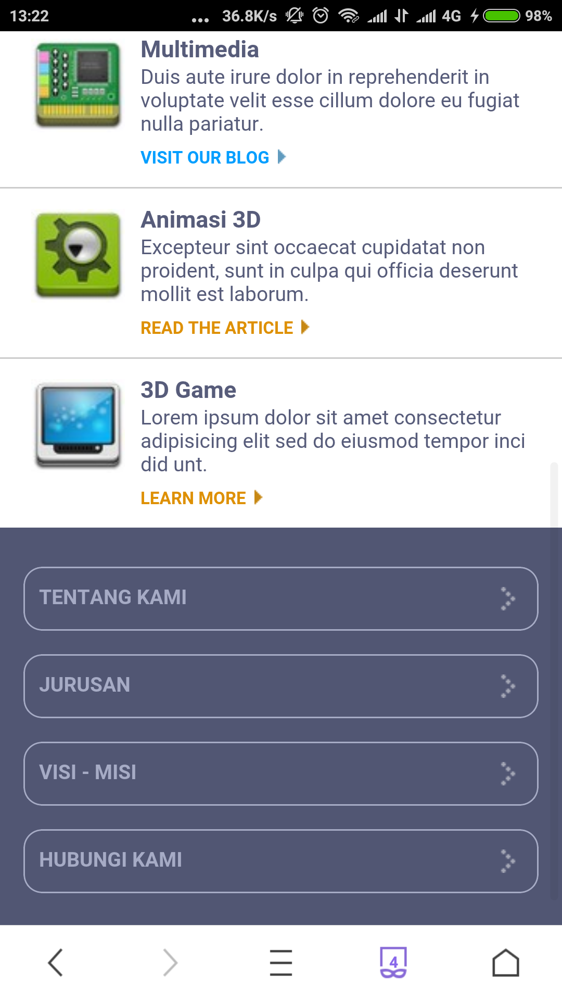 13:22 ... 36.8K/s 4G 98%
Multimedia
Duis aute irure dolor in reprehenderit in
voluptate velit esse cillum dolore eu fugiat
nulla pariatur.
VISIT OUR BLOG
Animasi 3D
Excepteur sint occaecat cupidatat non
proident, sunt in culpa qui officia deserunt
mollit est laborum.
READ THE ARTICLE
3D Game
Lorem ipsum dolor sit amet consectetur
adipisicing elit sed do eiusmod tempor inci
did unt.
LEARN MORE
TENTANG KAMI
JURUSAN
VISI - MISI
HUBUNGI KAMI
4